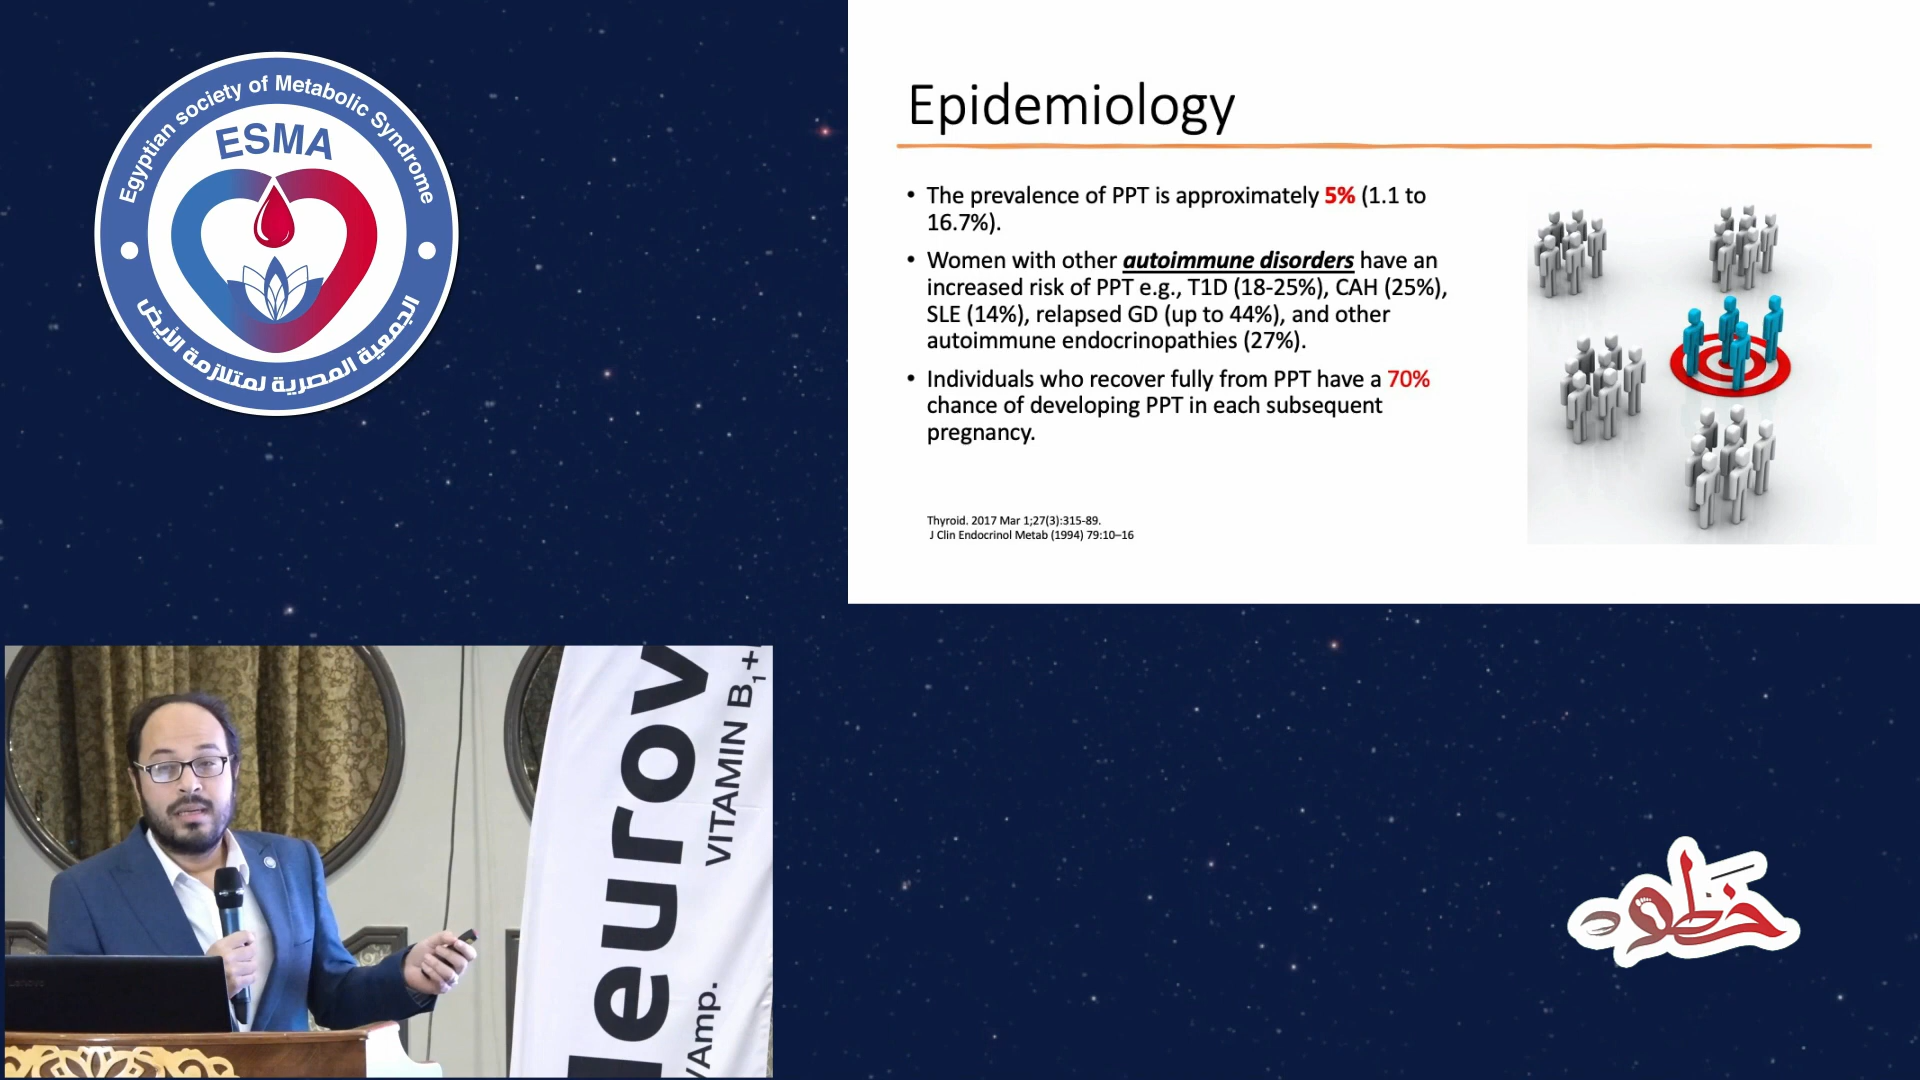 Egyptian society of Metabolic Syndrome
ESMA
الجمعية المصرية لمتلازمة الأيض
Epidemiology
• The prevalence of PPT is approximately 5% (1.1 to
16.7%).
• Women with other autoimmune disorders have an
increased risk of PPT e.g., T1D (18-25%), CAH (25%),
SLE (14%), relapsed GD (up to 44%), and other
autoimmune endocrinopathies (27%).
• Individuals who recover fully from PPT have a 70%
chance of developing PPT in each subsequent
pregnancy.
Thyroid. 2017 Mar 1;27(3):315-89.
J Clin Endocrinol Metab (1994) 79:10–16
eurov
VITAMIN B1+
/Amp.
Lenovo
خطوة